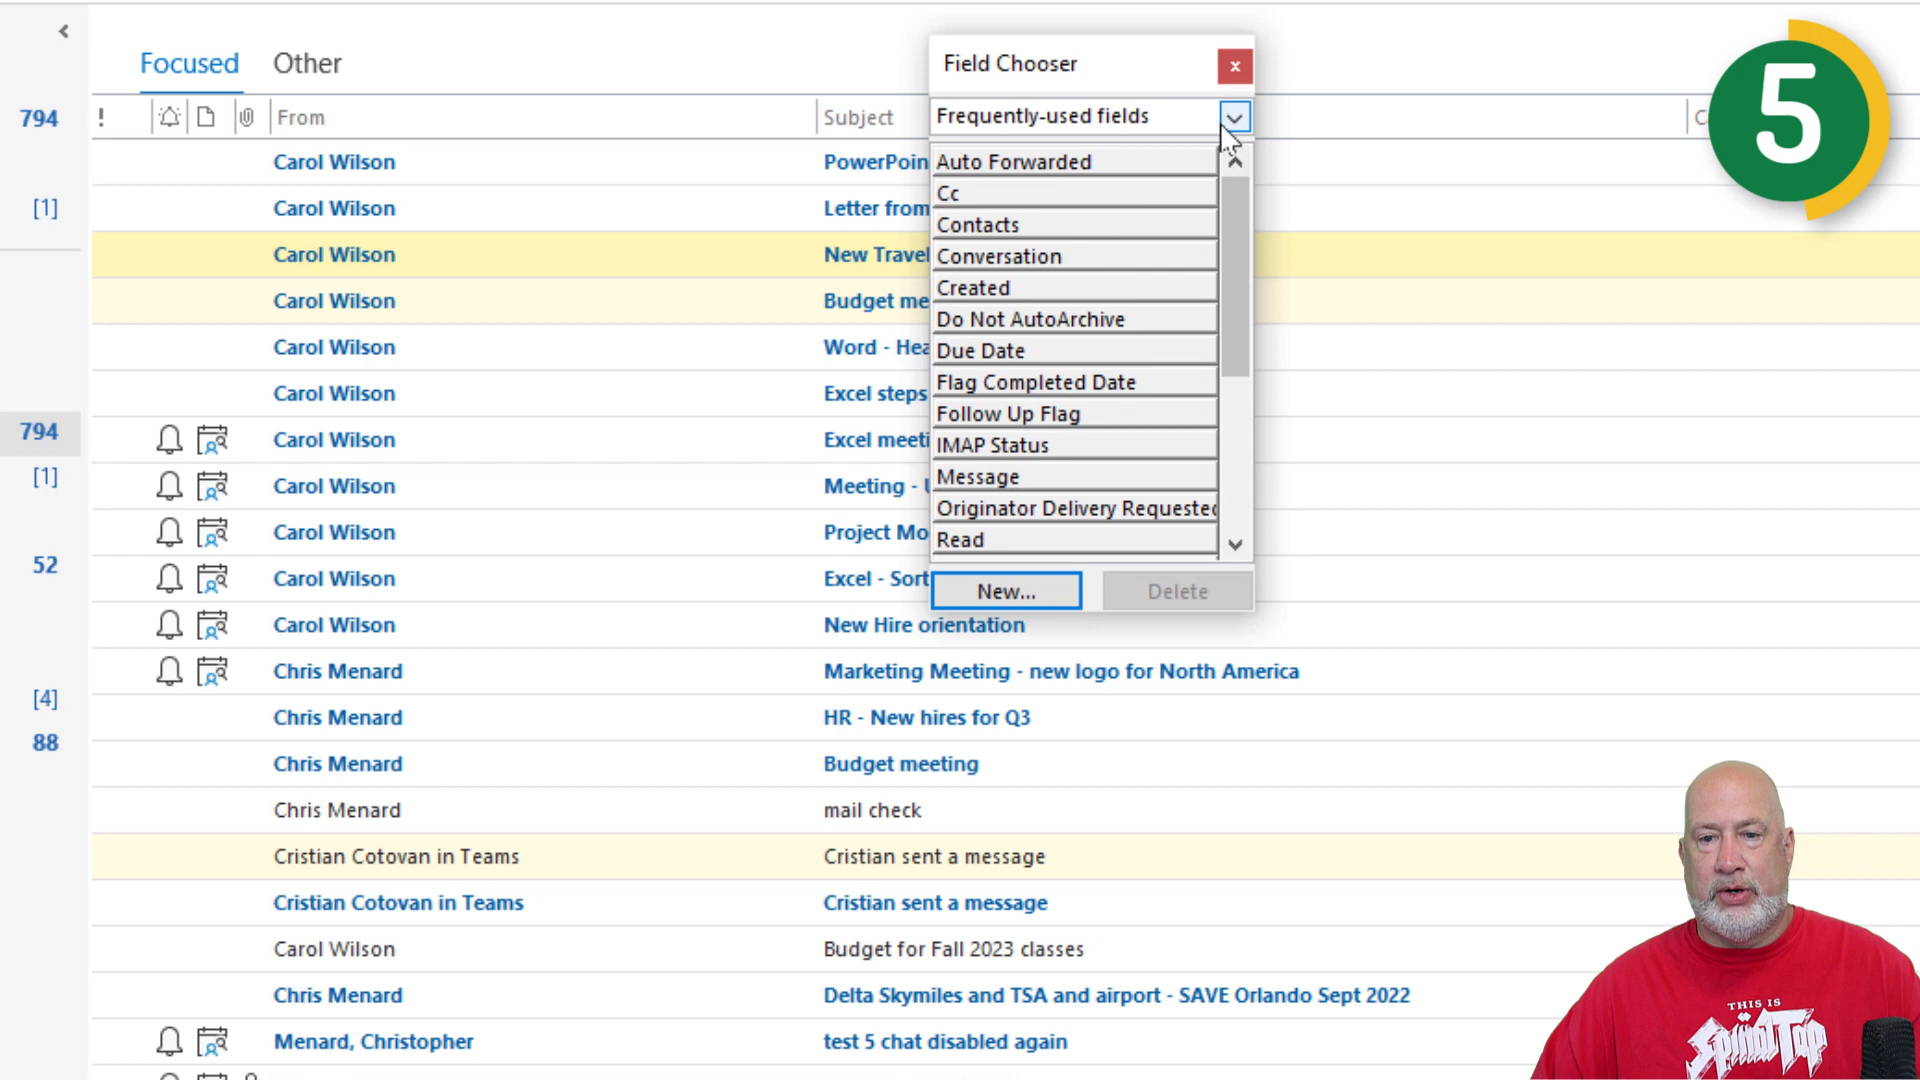 Focused Other
794 ! From Subject Ca
Carol Wilson PowerPoin
[1] Carol Wilson Letter from
Carol Wilson New Travel
Carol Wilson Budget me
Carol Wilson Word - Hea
Carol Wilson Excel steps
794 Carol Wilson Excel meeti
[1] Carol Wilson Meeting -
Carol Wilson Project Mo
52 Carol Wilson Excel - Sort
Carol Wilson New Hire orientation
Chris Menard Marketing Meeting - new logo for North America
[4] Chris Menard HR - New hires for Q3
88 Chris Menard Budget meeting
Chris Menard mail check
Cristian Cotovan in Teams Cristian sent a message
Cristian Cotovan in Teams Cristian sent a message
Carol Wilson Budget for Fall 2023 classes
Chris Menard Delta Skymiles and TSA and airport - SAVE Orlando Sept 2022
Menard, Christopher test 5 chat disabled again
Field Chooser x
Frequently-used fields
Auto Forwarded
Cc
Contacts
Conversation
Created
Do Not AutoArchive
Due Date
Flag Completed Date
Follow Up Flag
IMAP Status
Message
Originator Delivery Requested
Read
New... Delete
5
THIS IS
SpinalTap